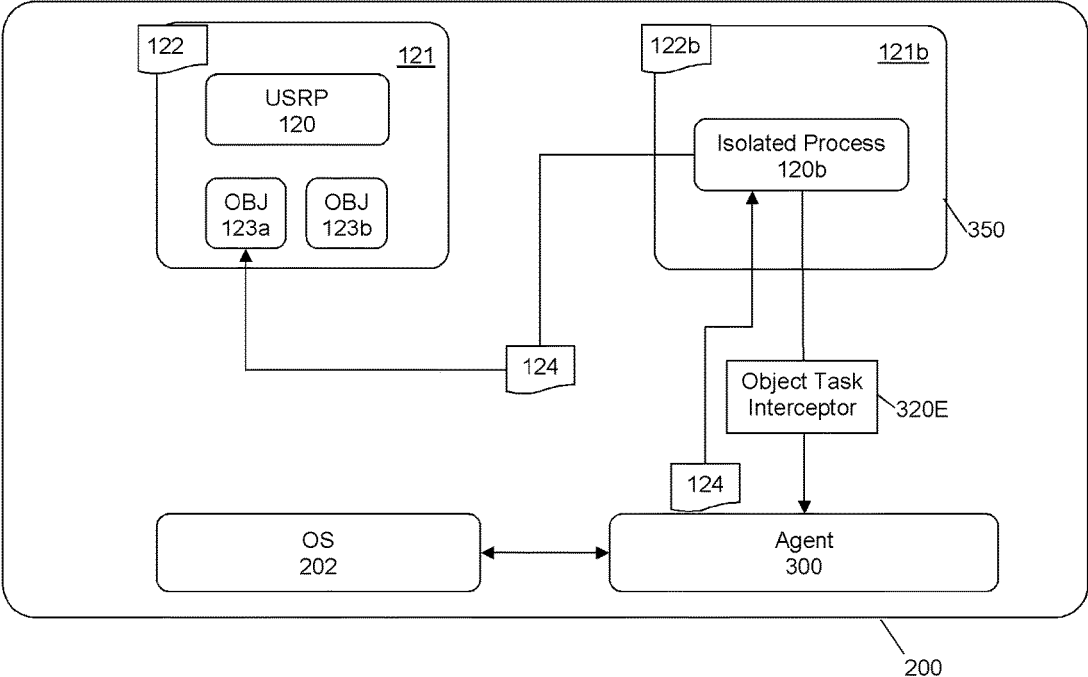 122
121
USRP
120
OBJ
123a
OBJ
123b
122b
121b
Isolated Process
120b
350
124
Object Task
Interceptor
320E
124
OS
202
Agent
300
200